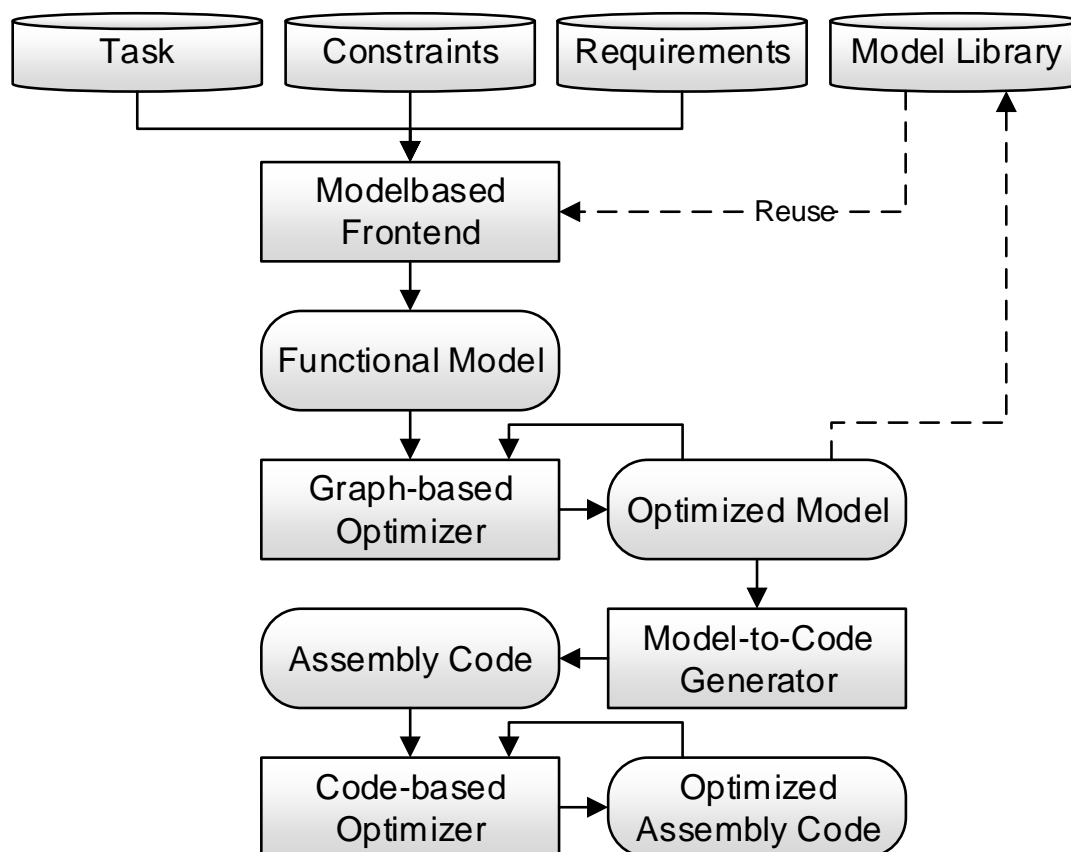 Task
Constraints
Requirements
Model Library
Modelbased
Frontend
Reuse
Functional Model
Graph-based
Optimizer
Optimized Model
Assembly Code
Model-to-Code
Generator
Code-based
Optimizer
Optimized
Assembly Code